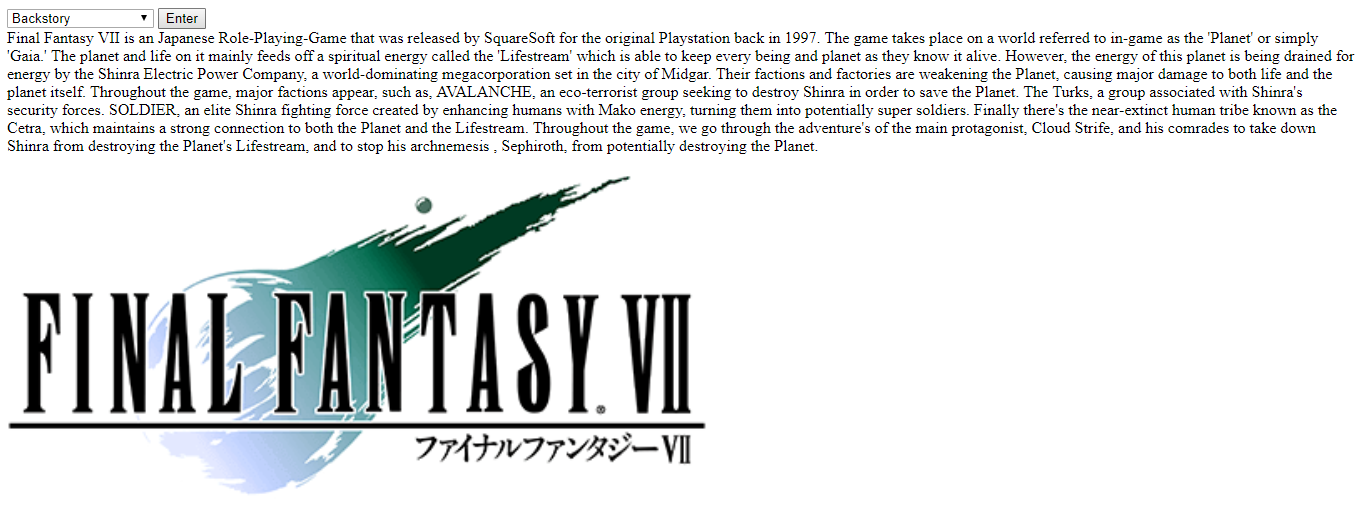 Backstory Enter
Final Fantasy VII is an Japanese Role-Playing-Game that was released by SquareSoft for the original Playstation back in 1997. The game takes place on a world referred to in-game as the 'Planet' or simply
'Gaia.' The planet and life on it mainly feeds off a spiritual energy called the 'Lifestream' which is able to keep every being and planet as they know it alive. However, the energy of this planet is being drained for
energy by the Shinra Electric Power Company, a world-dominating megacorporation set in the city of Midgar. Their factions and factories are weakening the Planet, causing major damage to both life and the
planet itself. Throughout the game, major factions appear, such as, AVALANCHE, an eco-terrorist group seeking to destroy Shinra in order to save the Planet. The Turks, a group associated with Shinra's
security forces. SOLDIER, an elite Shinra fighting force created by enhancing humans with Mako energy, turning them into potentially super soldiers. Finally there's the near-extinct human tribe known as the
Cetra, which maintains a strong connection to both the Planet and the Lifestream. Throughout the game, we go through the adventure's of the main protagonist, Cloud Strife, and his comrades to take down
Shinra from destroying the Planet's Lifestream, and to stop his archnemesis , Sephiroth, from potentially destroying the Planet.
FINAL FANTASY® VII
ファイナルファンタジーVII